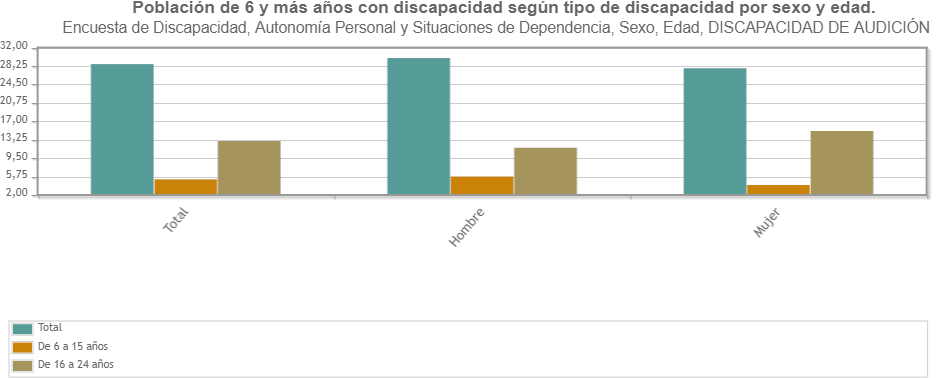 Población de 6 y más años con discapacidad según tipo de discapacidad por sexo y edad.
Encuesta de Discapacidad, Autonomía Personal y Situaciones de Dependencia, Sexo, Edad, DISCAPACIDAD DE AUDICIÓN
32,00
28,25
24,50
20,75
17,00
13,25
9,50
5,75
2,00
Total
Hombre
Mujer
Total
De 6 a 15 años
De 16 a 24 años